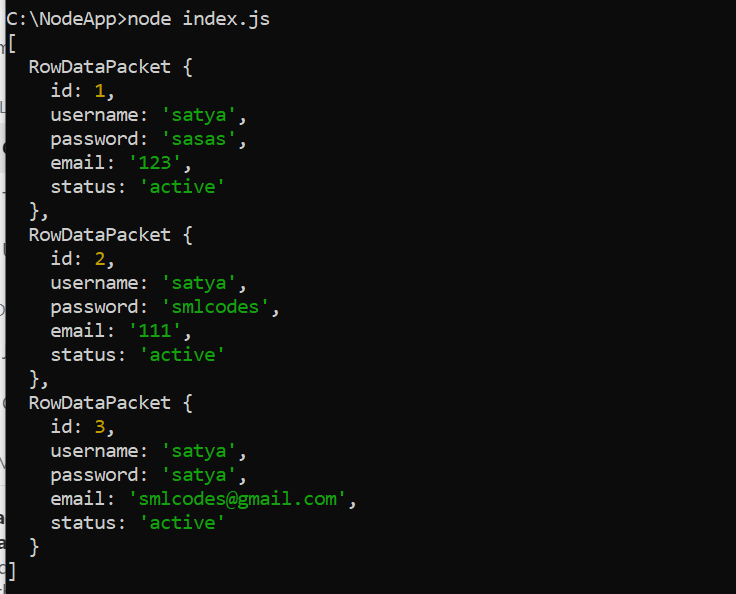 C:\NodeApp>node index.js
[
  RowDataPacket {
    id: 1,
    username: 'satya',
    password: 'sasas',
    email: '123',
    status: 'active'
  },
  RowDataPacket {
    id: 2,
    username: 'satya',
    password: 'smlcodes',
    email: '111',
    status: 'active'
  },
  RowDataPacket {
    id: 3,
    username: 'satya',
    password: 'satya',
    email: 'smlcodes@gmail.com',
    status: 'active'
  }
]